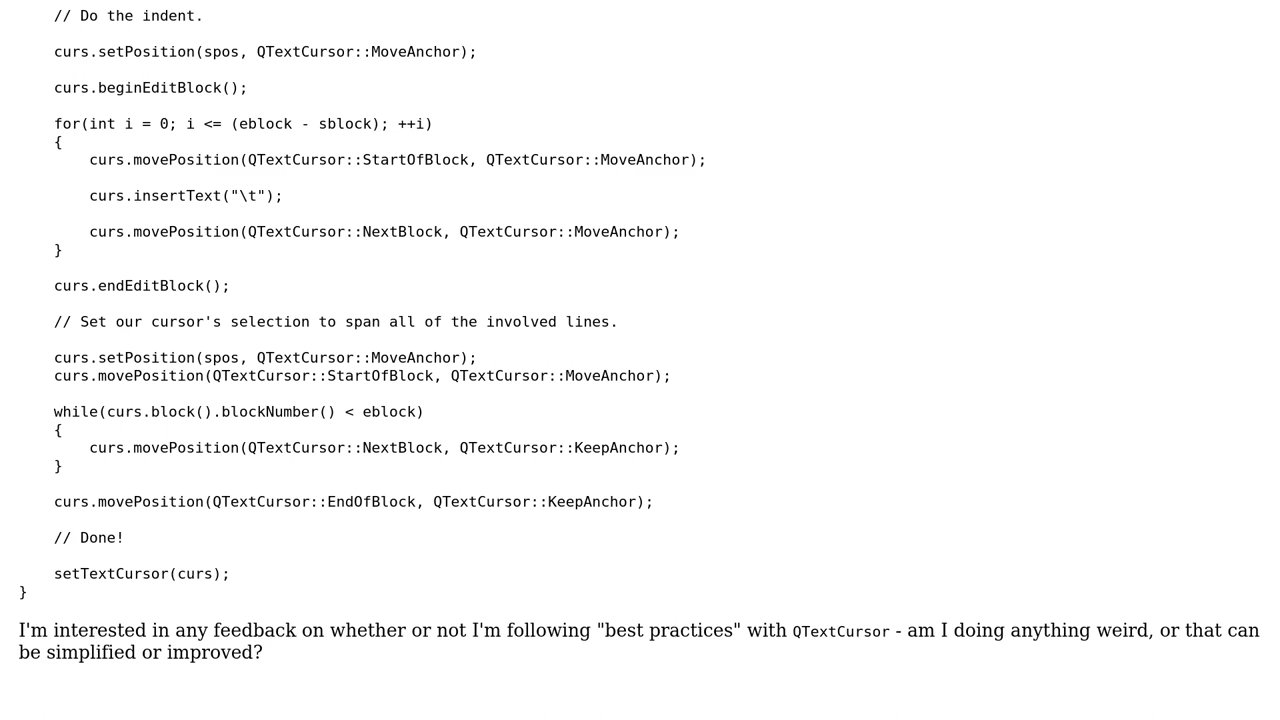 // Do the indent.

    curs.setPosition(spos, QTextCursor::MoveAnchor);

    curs.beginEditBlock();

    for(int i = 0; i <= (eblock - sblock); ++i)
    {
        curs.movePosition(QTextCursor::StartOfBlock, QTextCursor::MoveAnchor);

        curs.insertText("\t");

        curs.movePosition(QTextCursor::NextBlock, QTextCursor::MoveAnchor);
    }

    curs.endEditBlock();

    // Set our cursor's selection to span all of the involved lines.

    curs.setPosition(spos, QTextCursor::MoveAnchor);
    curs.movePosition(QTextCursor::StartOfBlock, QTextCursor::MoveAnchor);

    while(curs.block().blockNumber() < eblock)
    {
        curs.movePosition(QTextCursor::NextBlock, QTextCursor::KeepAnchor);
    }

    curs.movePosition(QTextCursor::EndOfBlock, QTextCursor::KeepAnchor);

    // Done!

    setTextCursor(curs);
}
I'm interested in any feedback on whether or not I'm following "best practices" with QTextCursor - am I doing anything weird, or that can
be simplified or improved?